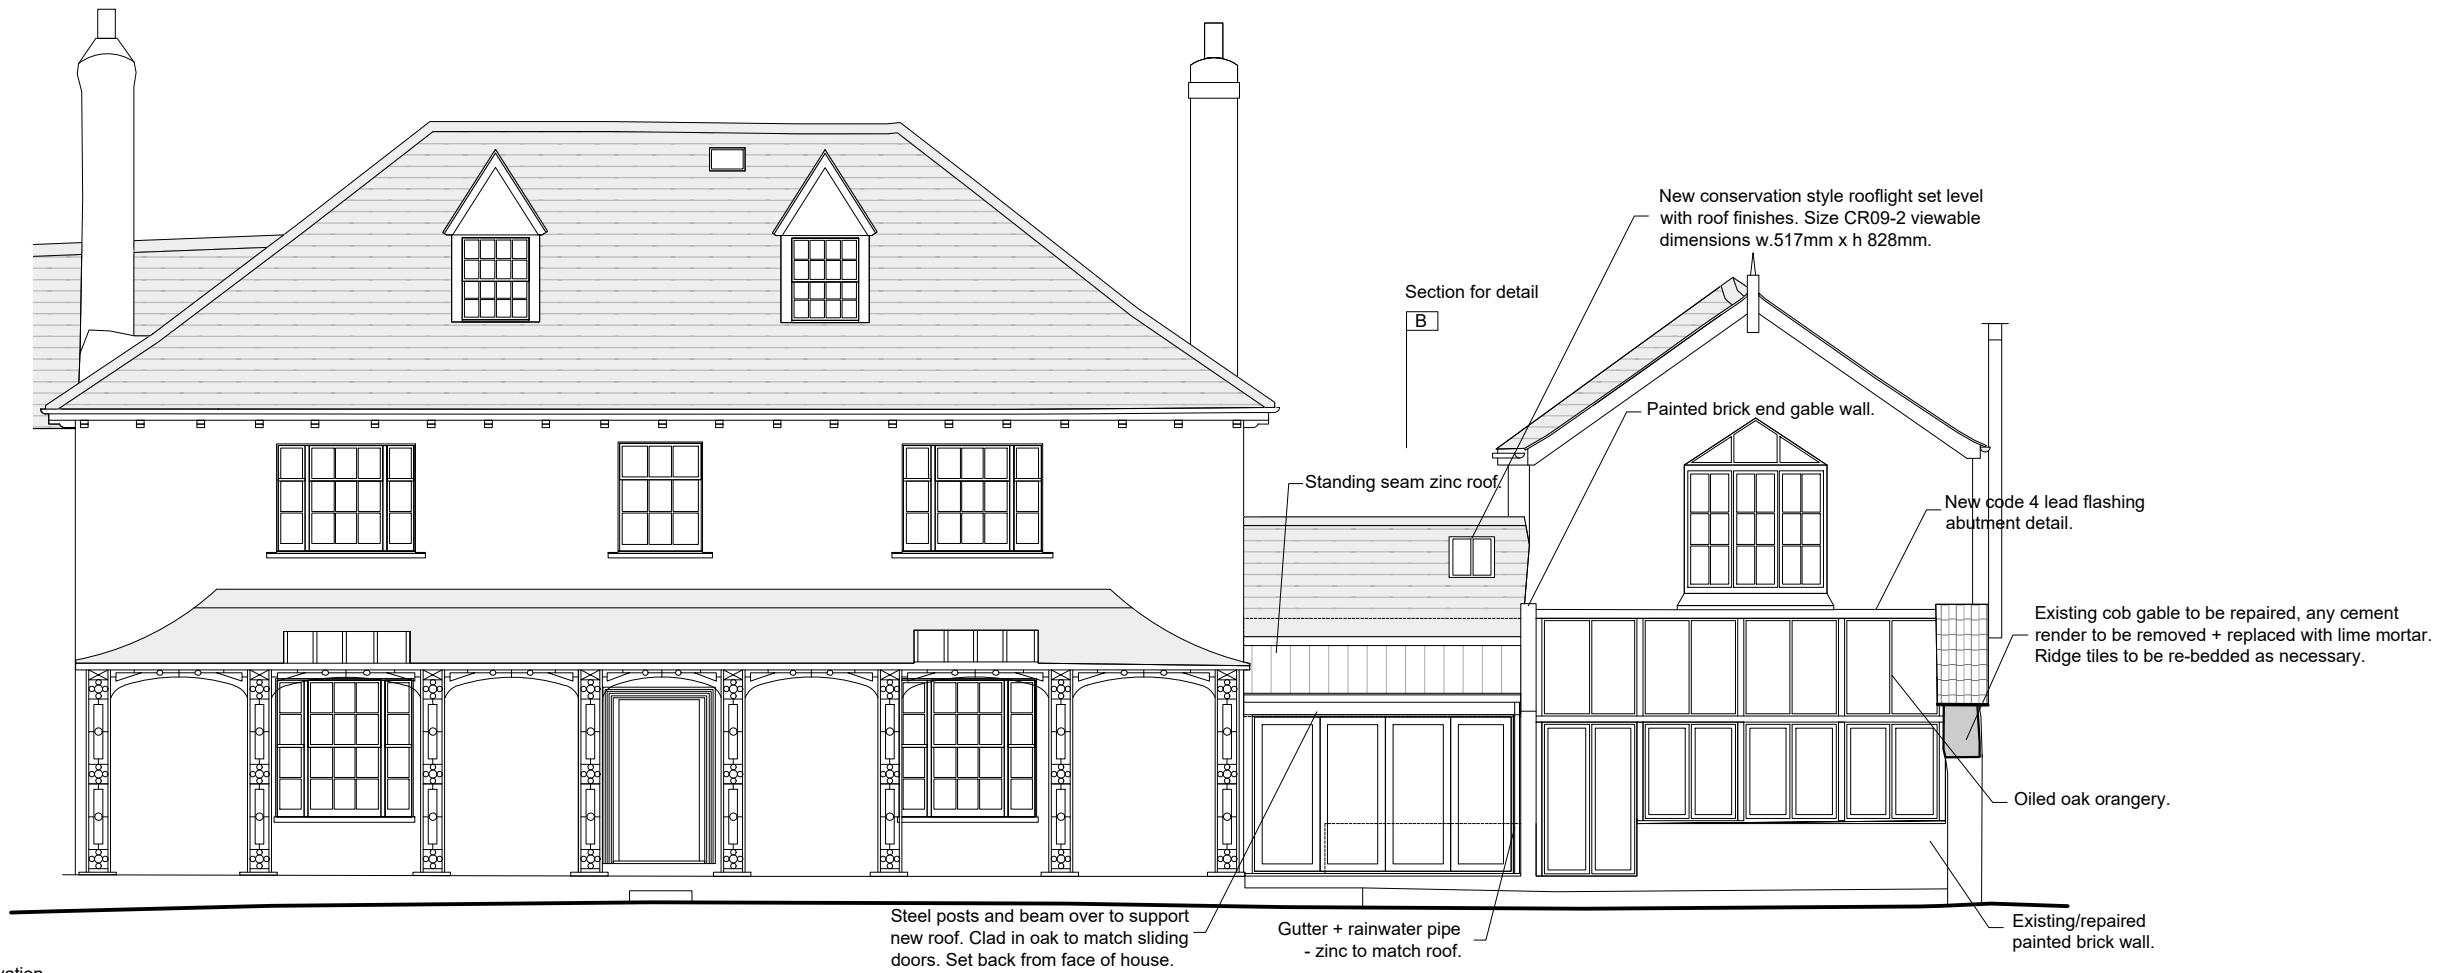 New conservation style rooflight set level
with roof finishes. Size CR09-2 viewable
dimensions w.517mm x h 828mm.
Section for detail
B
Painted brick end gable wall.
Standing seam zinc roof.
New code 4 lead flashing
abutment detail.
Existing cob gable to be repaired, any cement
render to be removed + replaced with lime mortar.
Ridge tiles to be re-bedded as necessary.
Oiled oak orangery.
Steel posts and beam over to support
new roof. Clad in oak to match sliding
doors. Set back from face of house.
Gutter + rainwater pipe
- zinc to match roof.
Existing/repaired
painted brick wall.